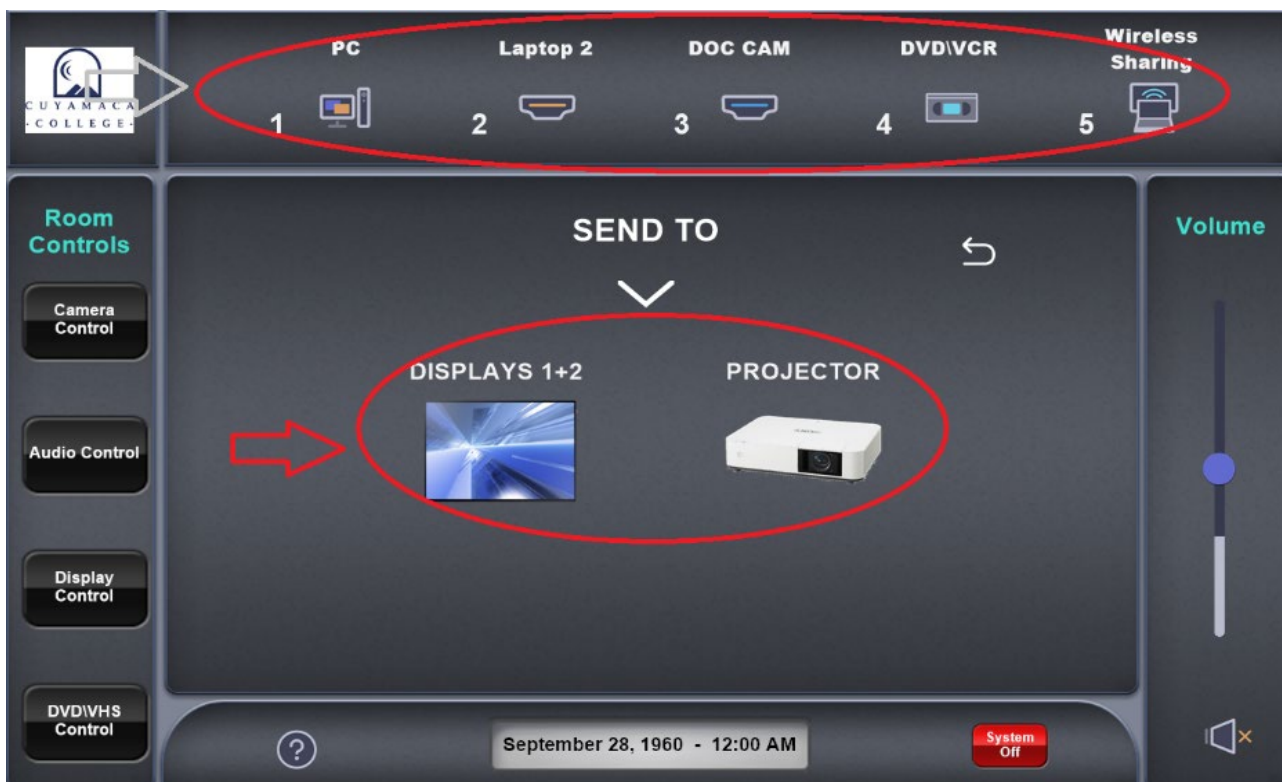 PC
Laptop 2
DOC CAM
DVD\VCR
Wireless
Sharing
1
2
3
4
5
CUYAMACA
·COLLEGE·
Room
Controls
Camera
Control
Audio Control
Display
Control
DVD\VHS
Control
SEND TO
DISPLAYS 1+2
PROJECTOR
Volume
?
September 28, 1960 - 12:00 AM
System
Off